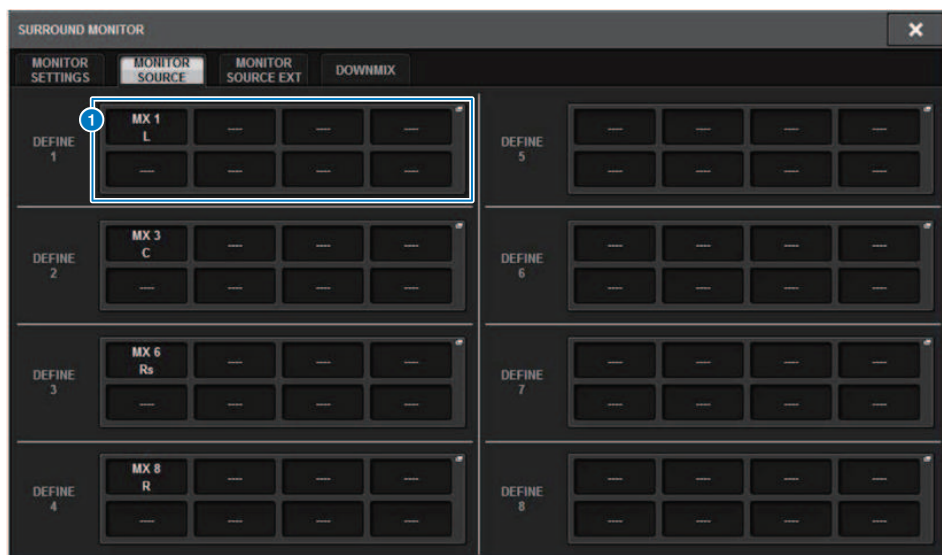 SURROUND MONITOR
MONITOR SETTINGS
MONITOR SOURCE
MONITOR SOURCE EXT
DOWNMIX
1
DEFINE 1
MX 1
L
---- ---- ----
---- ---- ---- ----
DEFINE 2
MX 3
C
---- ---- ----
---- ---- ---- ----
DEFINE 3
MX 6
Rs
---- ---- ----
---- ---- ---- ----
DEFINE 4
MX 8
R
---- ---- ----
---- ---- ---- ----
DEFINE 5
---- ---- ---- ----
---- ---- ---- ----
DEFINE 6
---- ---- ---- ----
---- ---- ---- ----
DEFINE 7
---- ---- ---- ----
---- ---- ---- ----
DEFINE 8
---- ---- ---- ----
---- ---- ---- ----